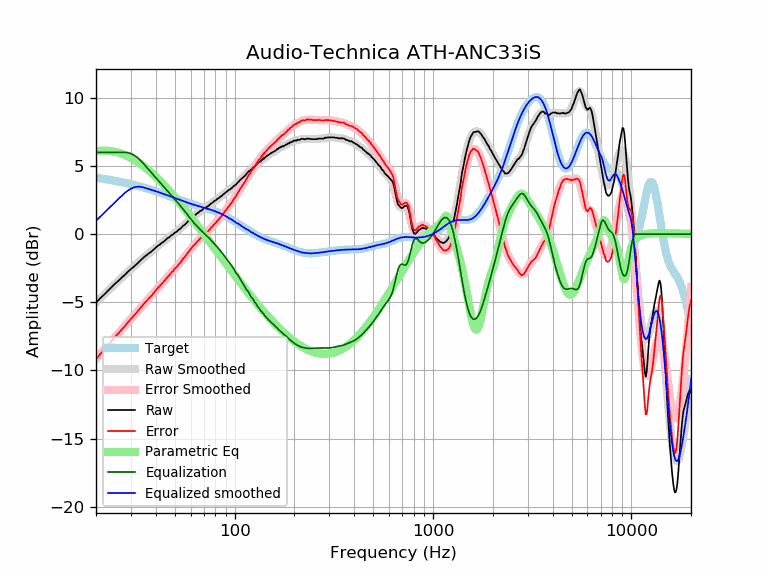 Audio-Technica ATH-ANC33iS
Amplitude (dBr)
10
5
0
−5
−10
−15
−20
Target
Raw Smoothed
Error Smoothed
Raw
Error
Parametric Eq
Equalization
Equalized smoothed
100
1000
10000
Frequency (Hz)